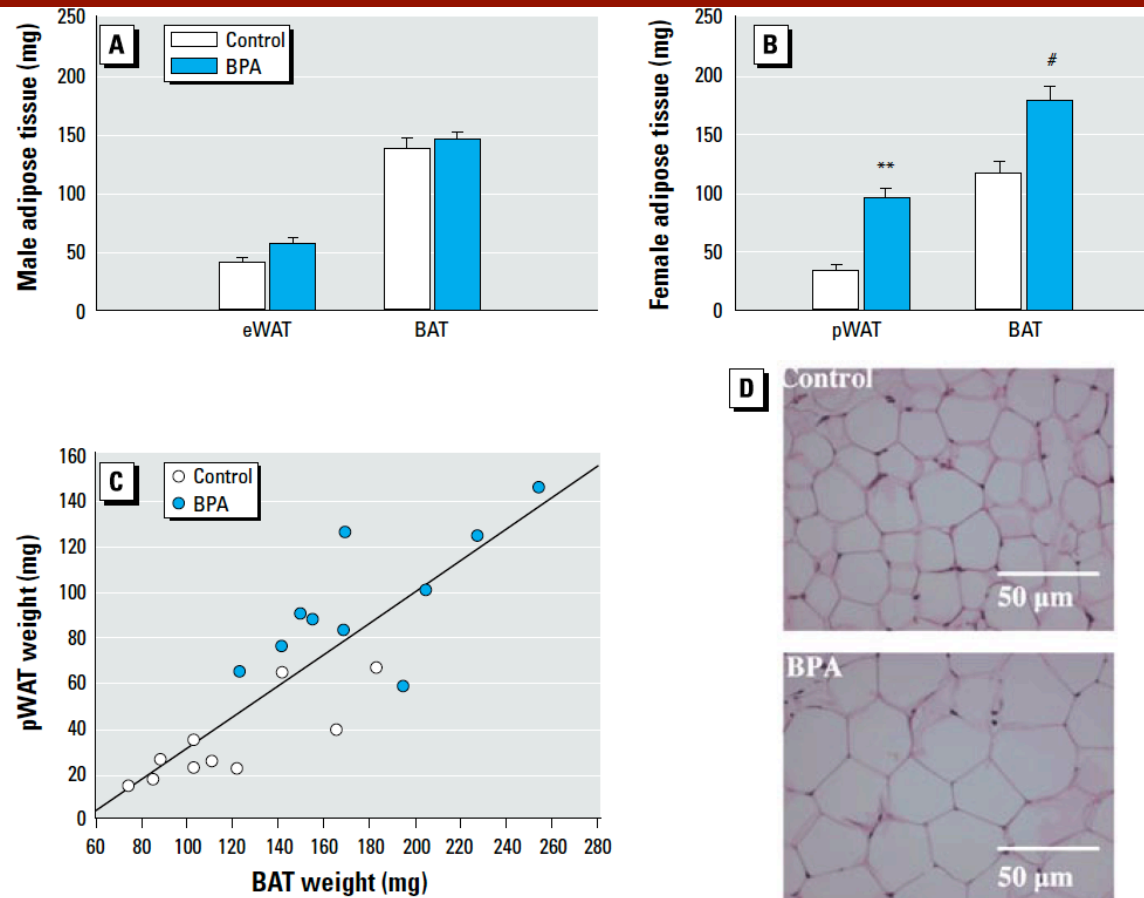 A
Control
BPA
Male adipose tissue (mg)
250
200
150
100
50
0
eWAT BAT
B
Female adipose tissue (mg)
250
200
150
100
50
0
**
#
pWAT BAT
C
Control
BPA
pWAT weight (mg)
160
140
120
100
80
60
40
20
0
60 80 100 120 140 160 180 200 220 240 260 280
BAT weight (mg)
D
Control
50 µm
BPA
50 µm